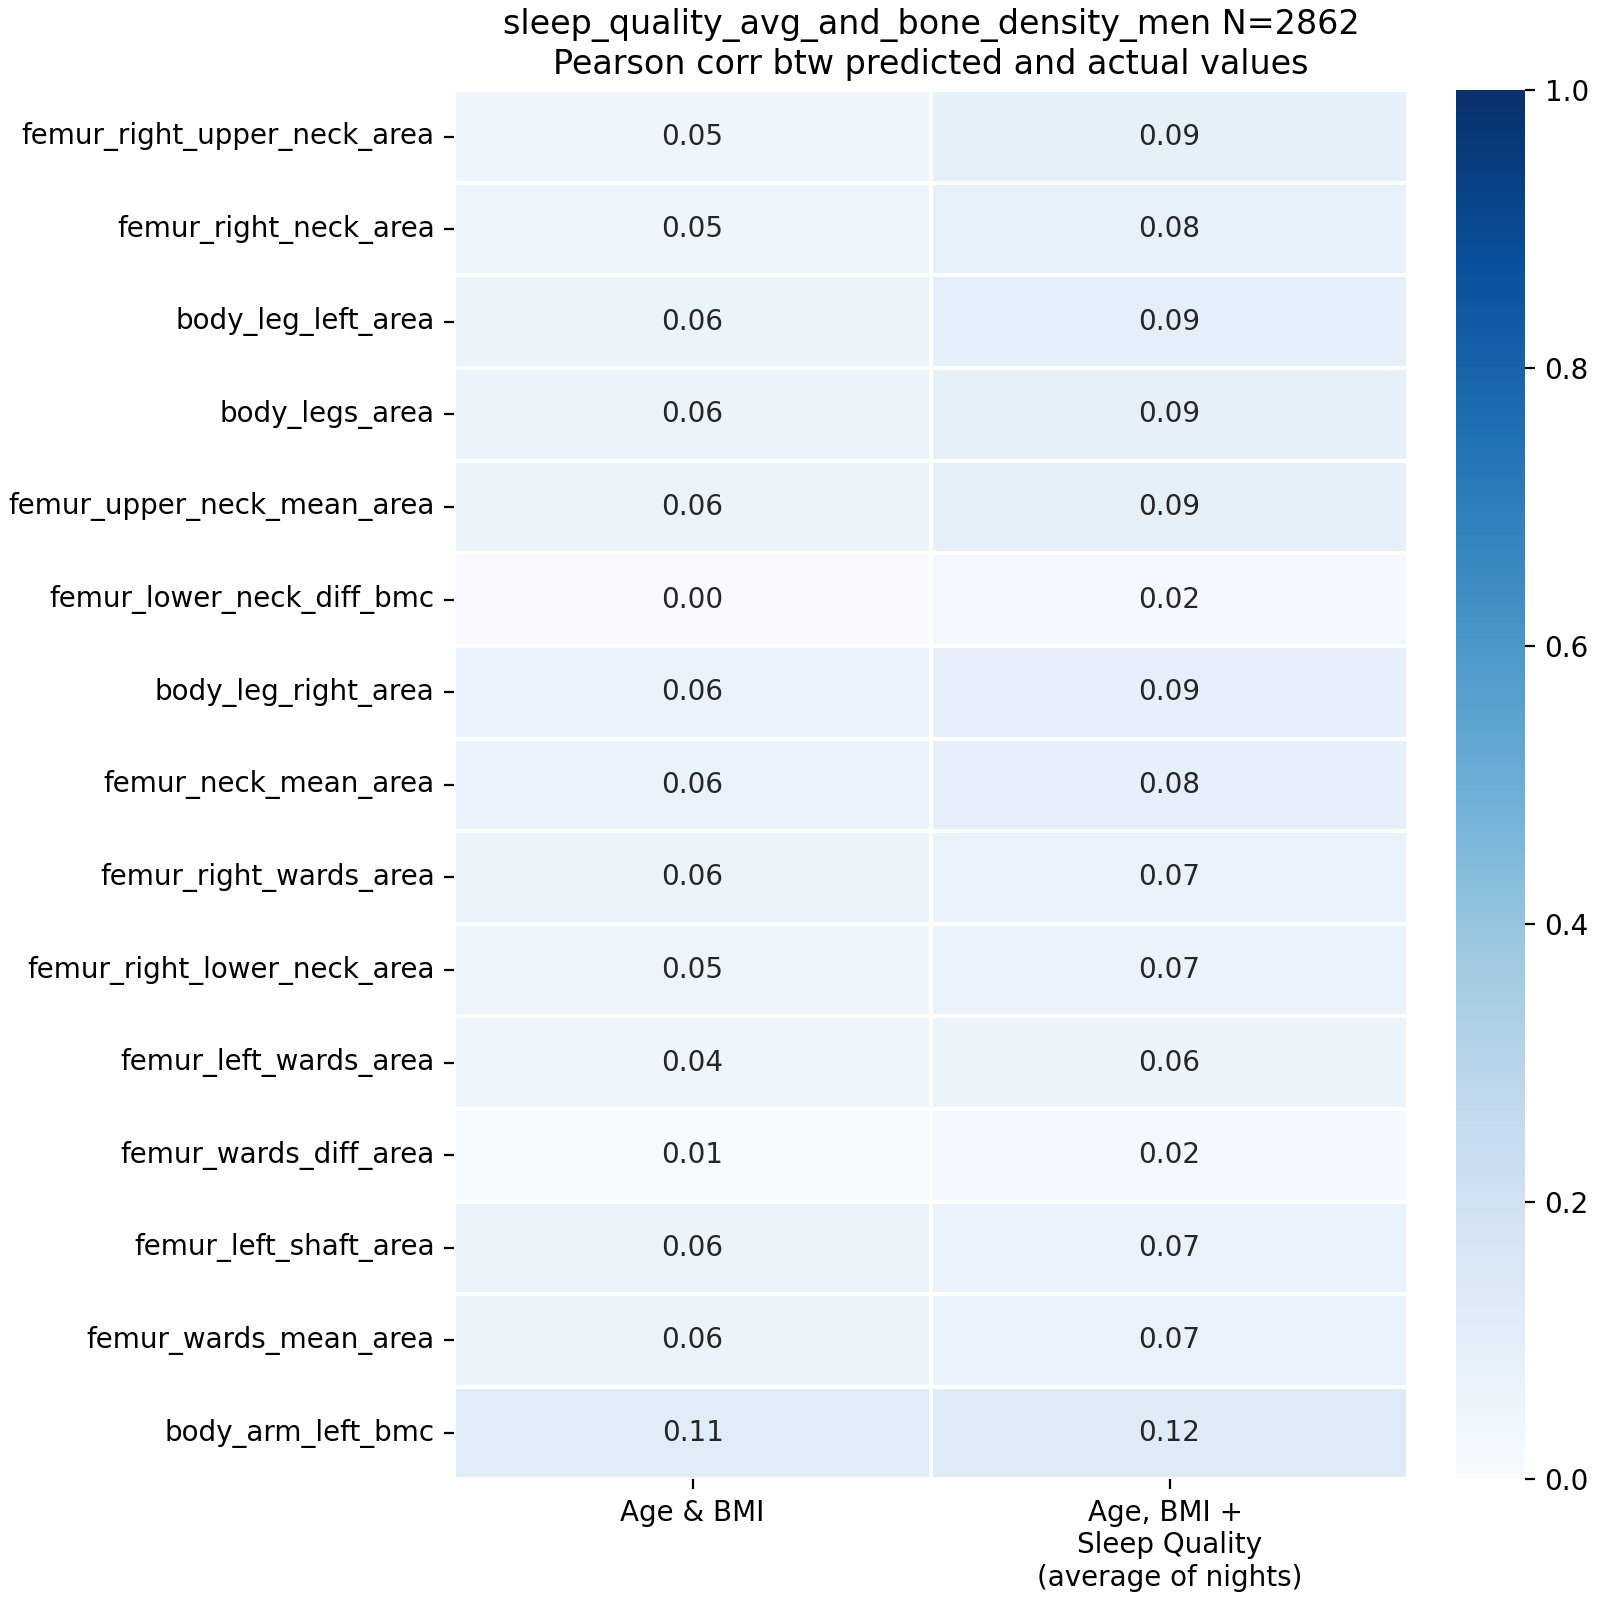 sleep_quality_avg_and_bone_density_men N=2862
Pearson corr btw predicted and actual values
femur_right_upper_neck_area 0.05 0.09
femur_right_neck_area 0.05 0.08
body_leg_left_area 0.06 0.09
body_legs_area 0.06 0.09
femur_upper_neck_mean_area 0.06 0.09
femur_lower_neck_diff_bmc 0.00 0.02
body_leg_right_area 0.06 0.09
femur_neck_mean_area 0.06 0.08
femur_right_wards_area 0.06 0.07
femur_right_lower_neck_area 0.05 0.07
femur_left_wards_area 0.04 0.06
femur_wards_diff_area 0.01 0.02
femur_left_shaft_area 0.06 0.07
femur_wards_mean_area 0.06 0.07
body_arm_left_bmc 0.11 0.12
Age & BMI
Age, BMI +
Sleep Quality
(average of nights)
1.0
0.8
0.6
0.4
0.2
0.0